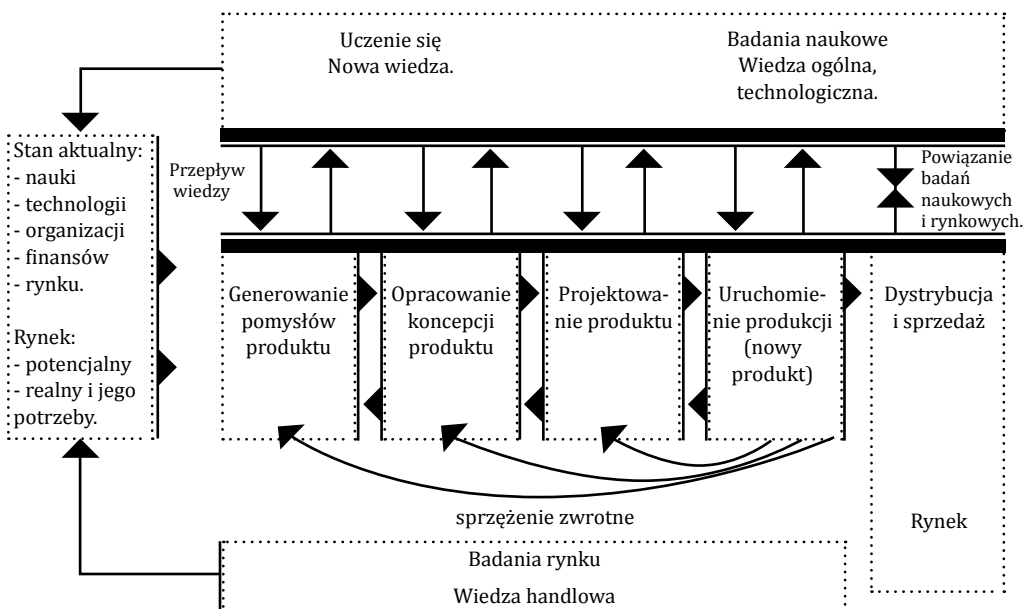 Uczenie się
Nowa wiedza.
Badania naukowe
Wiedza ogólna,
technologiczna.
Stan aktualny:
- nauki
- technologii
- organizacji
- finansów
- rynku.
Rynek:
- potencjalny
- realny i jego
potrzeby.
Przepływ
wiedzy
Powiązanie
badań
naukowych
i rynkowych.
Generowanie
pomysłów
produktu
Opracowanie
koncepcji
produktu
Projektowa-
nie produktu
Uruchomie-
nie produkcji
(nowy
produkt)
Dystrybucja
i sprzedaż
Rynek
sprzężenie zwrotne
Badania rynku
Wiedza handlowa